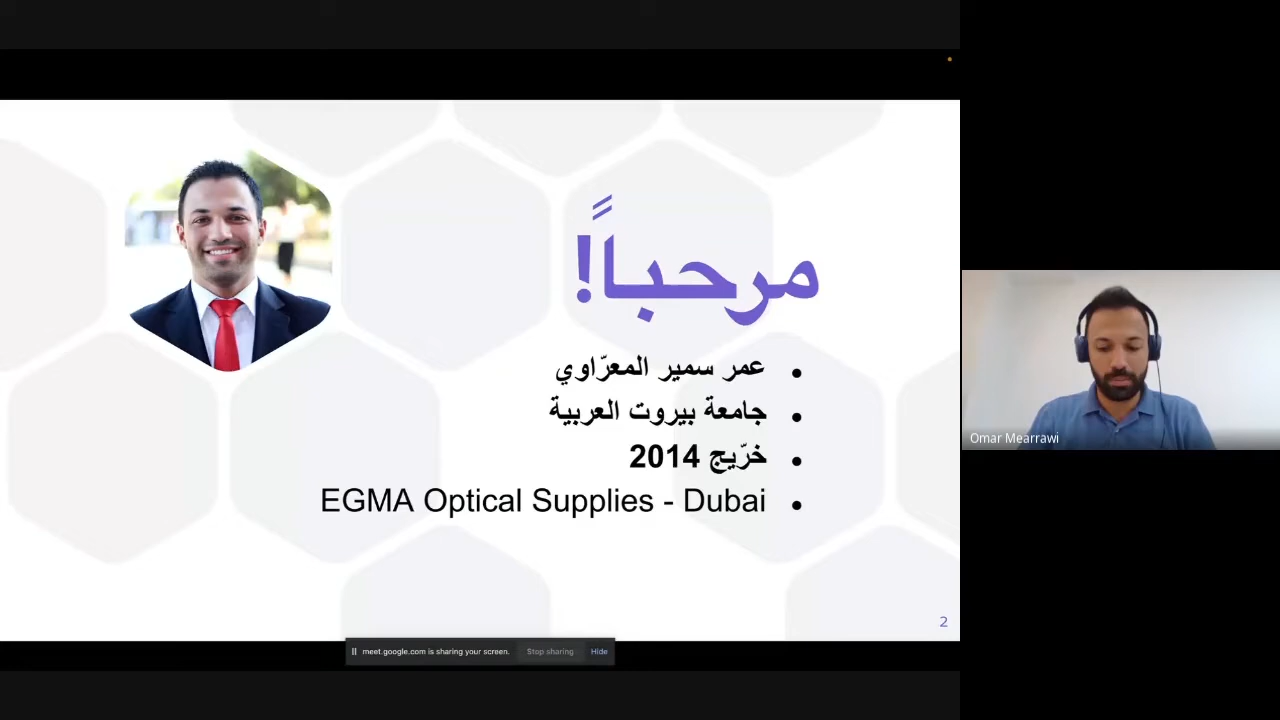 مرحباً!
عمر سمير المعرّاوي
جامعة بيروت العربية
خرّيج 2014
EGMA Optical Supplies - Dubai
2
Omar Mearrawi
meet.google.com is sharing your screen. Stop sharing Hide